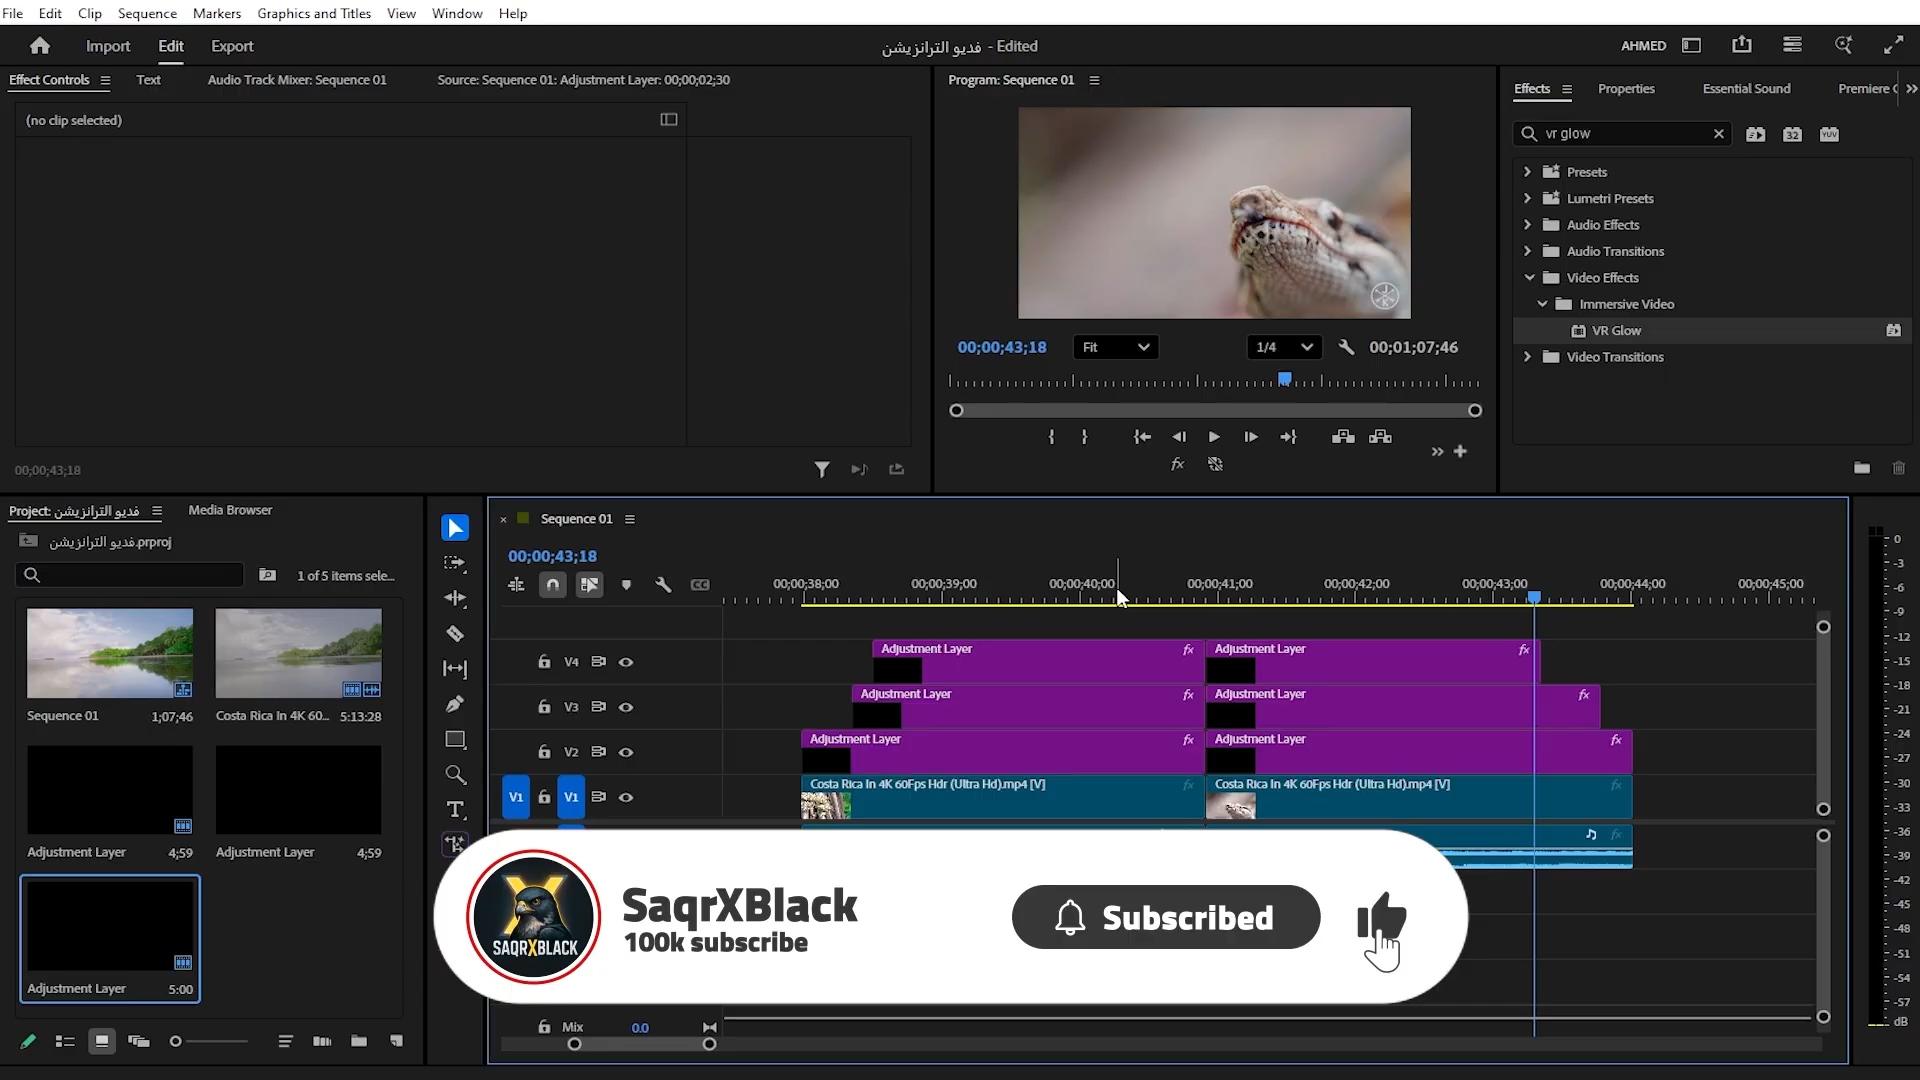 File Edit Clip Sequence Markers Graphics and Titles View Window Help
Import Edit Export
فديو الترانزيشن - Edited
AHMED
Effect Controls Text Audio Track Mixer: Sequence 01 Source: Sequence 01: Adjustment Layer: 00;00;02;30
(no clip selected)
00;00;43;18
Program: Sequence 01
00;00;43;18 Fit 1/4 00;01;07;46
fx
Effects Properties Essential Sound Premiere C
vr glow 32 YUV
Presets
Lumetri Presets
Audio Effects
Audio Transitions
Video Effects
Immersive Video
VR Glow
Video Transitions
Project: فديو الترانزيشن Media Browser
فديو الترانزيشن.prproj
1 of 5 items sele...
Sequence 01 1;07;46
Costa Rica In 4K 60... 5:13:28
Adjustment Layer 4;59
Adjustment Layer 4;59
Adjustment Layer 5:00
Sequence 01
00;00;43;18
CC
00;00;38;00 00;00;39;00 00;00;40;00 00;00;41;00 00;00;42;00 00;00;43;00 00;00;44;00 00;00;45;00
V4 Adjustment Layer fx Adjustment Layer fx
V3 Adjustment Layer fx Adjustment Layer fx
V2 Adjustment Layer fx Adjustment Layer fx
V1 V1 Costa Rica In 4K 60Fps Hdr (Ultra Hd).mp4 [V] fx Costa Rica In 4K 60Fps Hdr (Ultra Hd).mp4 [V] fx
fx
Mix 0.0
SAQRXBLACK
SaqrXBlack
100k subscribe
Subscribed
0
-3
-6
-9
-12
-15
-18
-21
-24
-27
-30
-33
-36
-39
-42
-45
-48
-51
-54
-57
dB